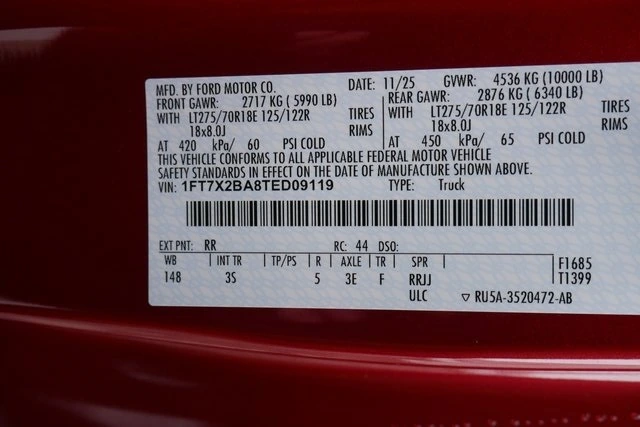 MFD. BY FORD MOTOR CO. DATE: 11/25 GVWR: 4536 KG (10000 LB)
FRONT GAWR: 2717 KG ( 5990 LB) REAR GAWR: 2876 KG ( 6340 LB)
WITH LT275/70R18E 125/122R TIRES WITH LT275/70R18E 125/122R TIRES
18x8.0J RIMS 18x8.0J RIMS
AT 420 kPa/ 60 PSI COLD AT 450 kPa/ 65 PSI COLD
THIS VEHICLE CONFORMS TO ALL APPLICABLE FEDERAL MOTOR VEHICLE
SAFETY STANDARDS IN EFFECT ON THE DATE OF MANUFACTURE SHOWN ABOVE.
VIN: 1FT7X2BA8TED09119 TYPE: Truck
EXT PNT: RR RC: 44 DSO:
WB INT TR TP/PS R AXLE TR SPR F1685
148 3S 5 3E F RRJJ T1399
ULC ▽ RU5A-3520472-AB